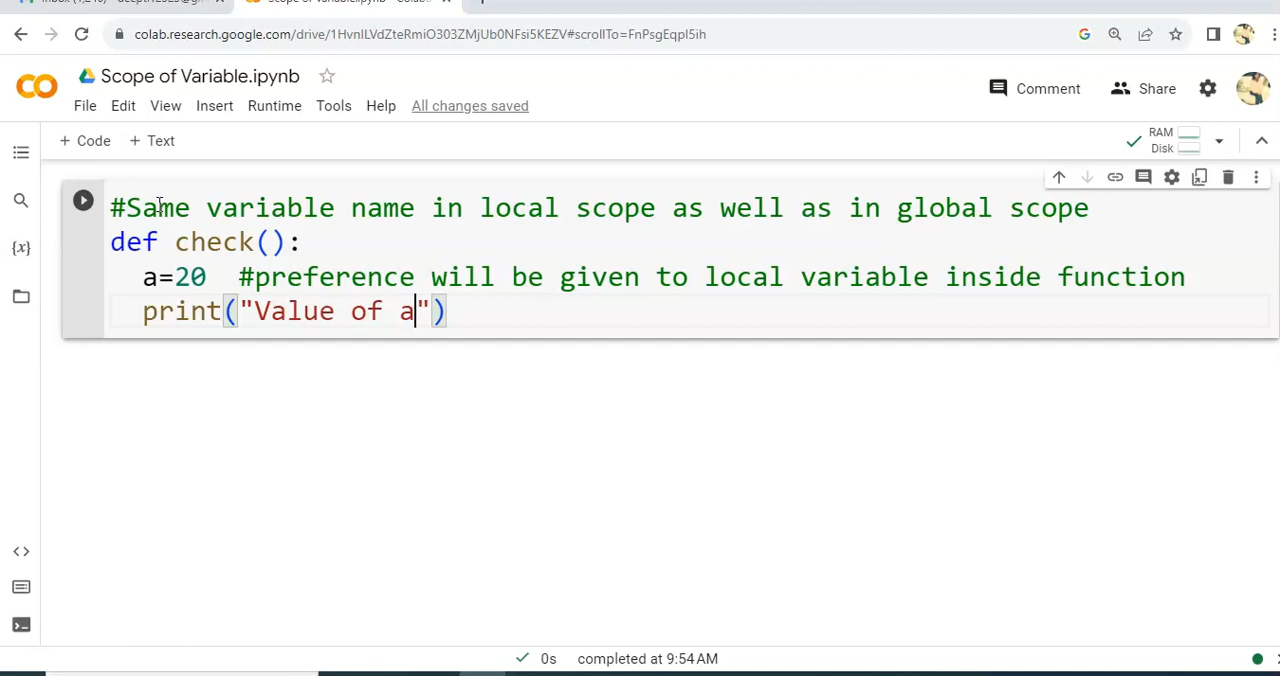 colab.research.google.com/drive/1HvnILVdZteRmiO303ZMjUb0NFsi5KEZV#scrollTo=FnPsgEqpI5ih
Scope of Variable.ipynb
File Edit View Insert Runtime Tools Help All changes saved
Comment Share
+ Code + Text
RAM
Disk
#Same variable name in local scope as well as in global scope
def check():
a=20 #preference will be given to local variable inside function
print("Value of a")
{x}
0s completed at 9:54 AM